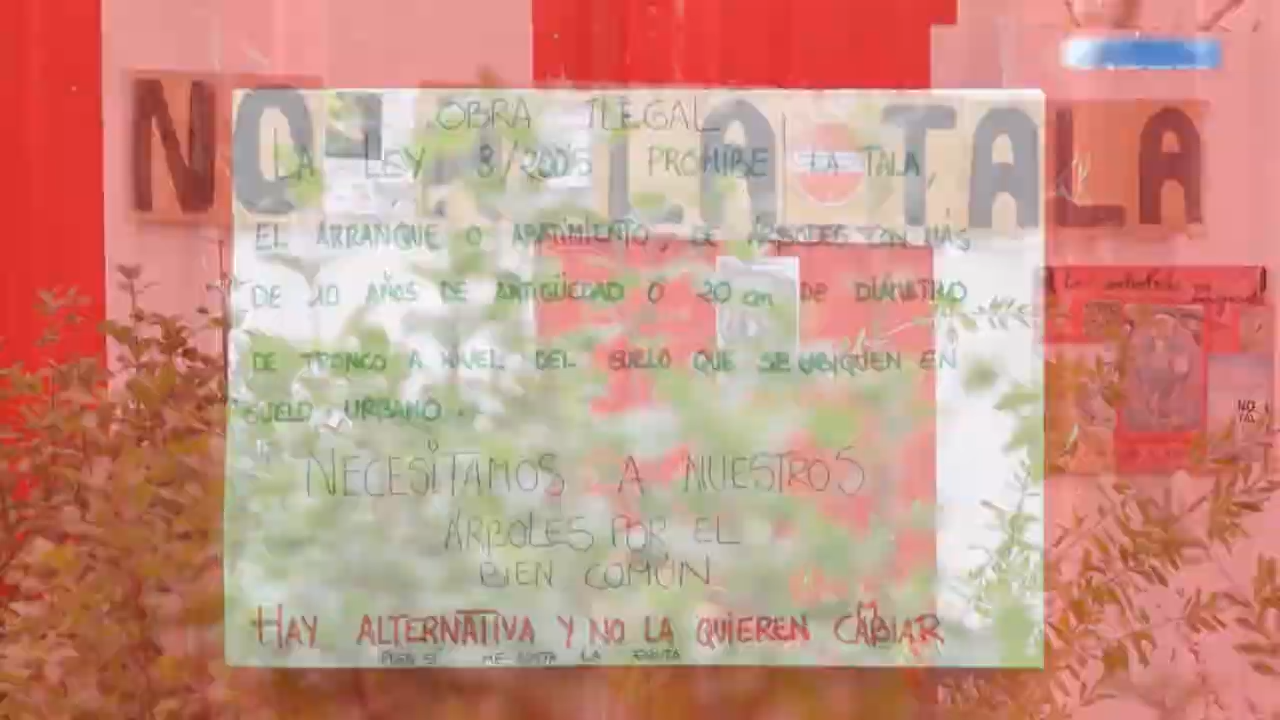 NO A LA TALA
OBRA ILEGAL
LA LEY 8/2005 PROHIBE LA TALA,
EL ARRANQUE O ABATIMIENTO, DE ÁRBOLES CON MÁS
DE 10 AÑOS DE ANTIGÜEDAD O 20 cm DE DIÁMETRO
DE TRONCO A NIVEL DEL SUELO QUE SE UBIQUEN EN
SUELO URBANO.
NECESITAMOS A NUESTROS
ÁRBOLES POR EL
BIEN COMÚN
HAY ALTERNATIVA Y NO LA QUIEREN CABIAR